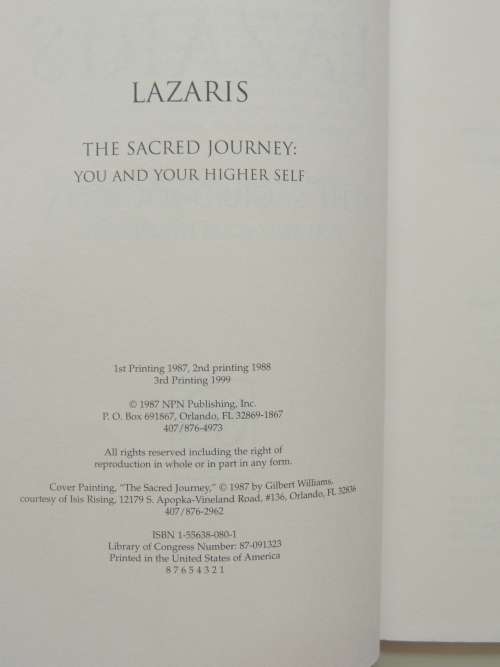 LAZARIS
THE SACRED JOURNEY:
YOU AND YOUR HIGHER SELF
1st Printing 1987, 2nd printing 1988
3rd Printing 1999
© 1987 NPN Publishing, Inc.
P. O. Box 691867, Orlando, FL 32869-1867
407/876-4973
All rights reserved including the right of
reproduction in whole or in part in any form.
Cover Painting, "The Sacred Journey," © 1987 by Gilbert Williams.
courtesy of Isis Rising, 12179 S. Apopka-Vineland Road, #136, Orlando, FL 32836
407/876-2962
ISBN 1-55638-080-1
Library of Congress Number: 87-091323
Printed in the United States of America
8 7 6 5 4 3 2 1